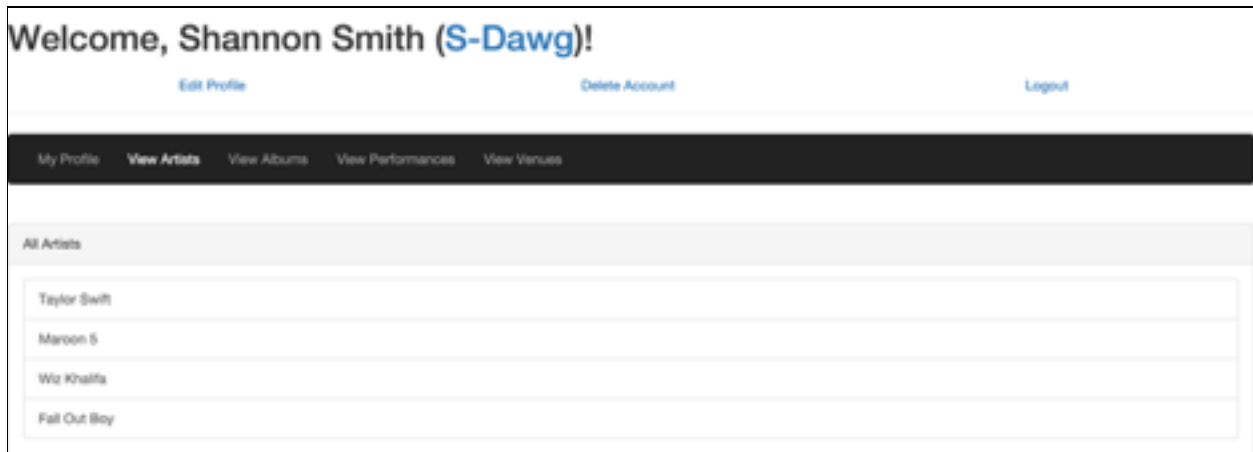 Welcome, Shannon Smith (S-Dawg)!
Edit Profile Delete Account Logout
My Profile View Artists View Albums View Performances View Venues
All Artists
Taylor Swift
Maroon 5
Wiz Khalifa
Fall Out Boy